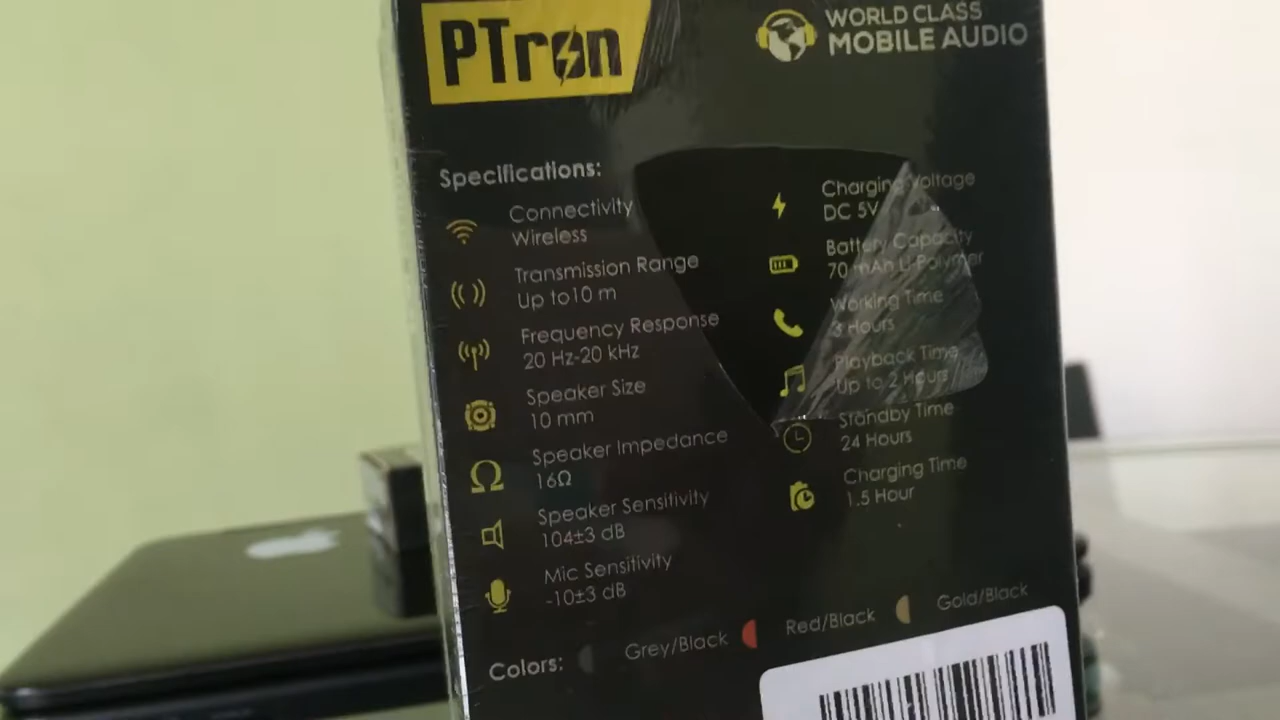 PTron
WORLD CLASS
MOBILE AUDIO
Specifications:
Connectivity
Wireless
Transmission Range
Up to10 m
Frequency Response
20 Hz-20 kHz
Speaker Size
10 mm
Speaker Impedance
16Ω
Speaker Sensitivity
104±3 dB
Mic Sensitivity
-10±3 dB
Charging Voltage
DC 5V
Battery Capacity
70 mAh Li-Polymer
Working Time
3 Hours
Playback Time
Up to 2 Hours
Standby Time
24 Hours
Charging Time
1.5 Hour
Colors: Grey/Black Red/Black Gold/Black